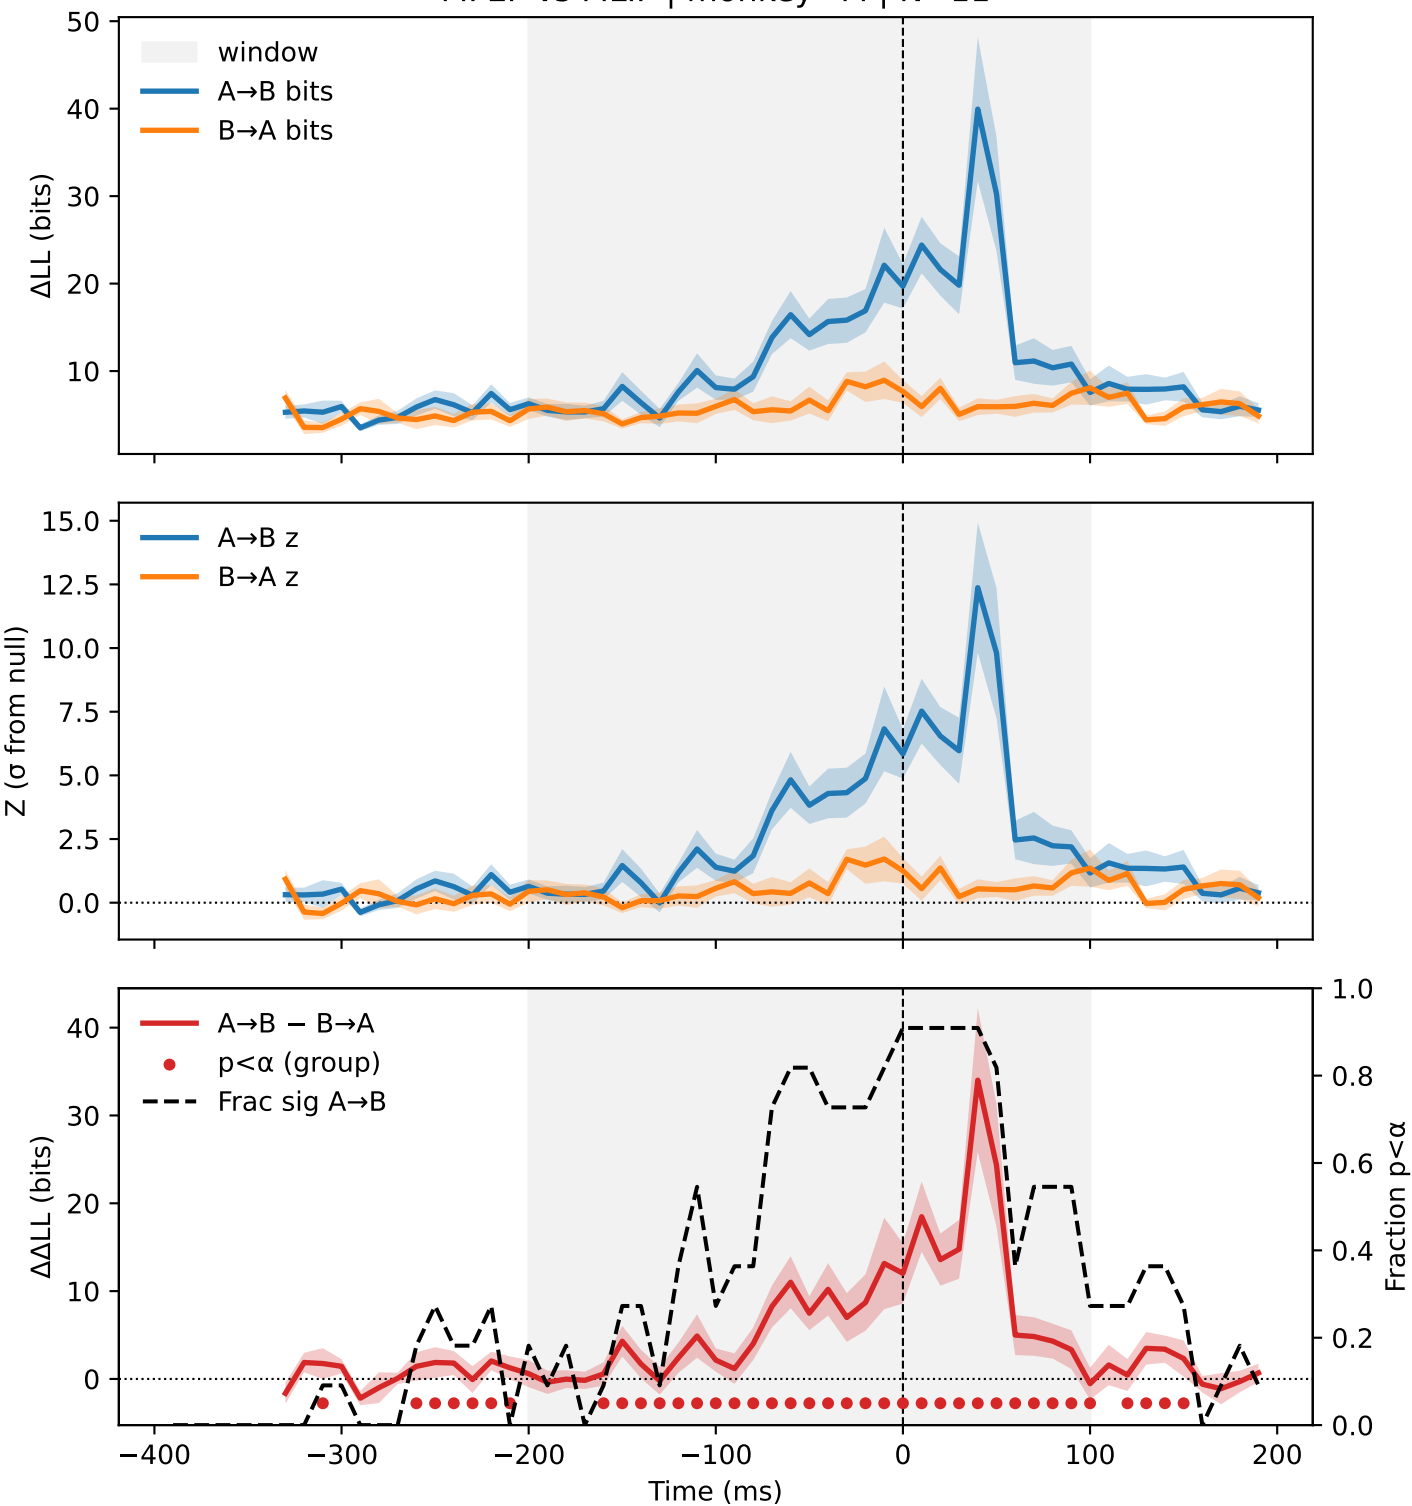 50
40
30
20
10
ΔLL (bits)
window
A→B bits
B→A bits
15.0
12.5
10.0
7.5
5.0
2.5
0.0
Z (σ from null)
A→B z
B→A z
40
30
20
10
0
ΔΔLL (bits)
A→B − B→A
p<α (group)
Frac sig A→B
1.0
0.8
0.6
0.4
0.2
0.0
Fraction p<α
−400
−300
−200
−100
0
100
200
Time (ms)